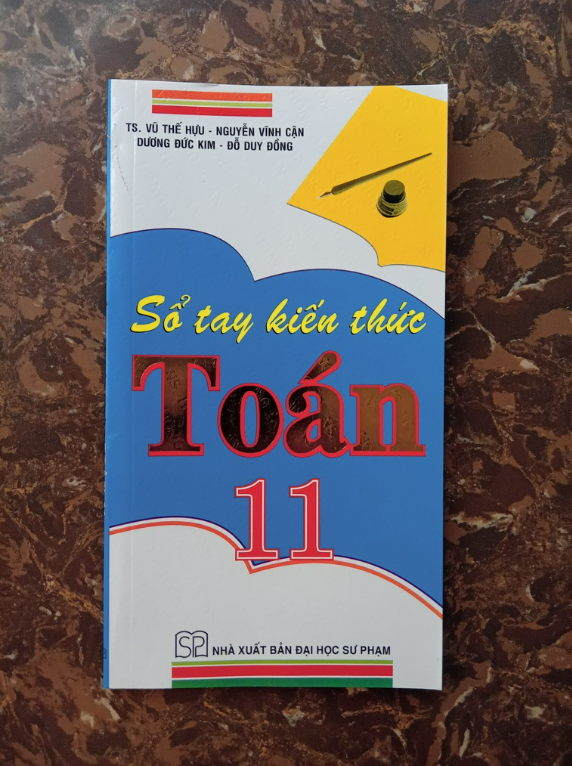 TS. VŨ THẾ HỰU - NGUYỄN VĨNH CẬN
DƯƠNG ĐỨC KIM - ĐỖ DUY ĐỒNG
Sổ tay kiến thức
Toán
11
SP
NHÀ XUẤT BẢN ĐẠI HỌC SƯ PHẠM